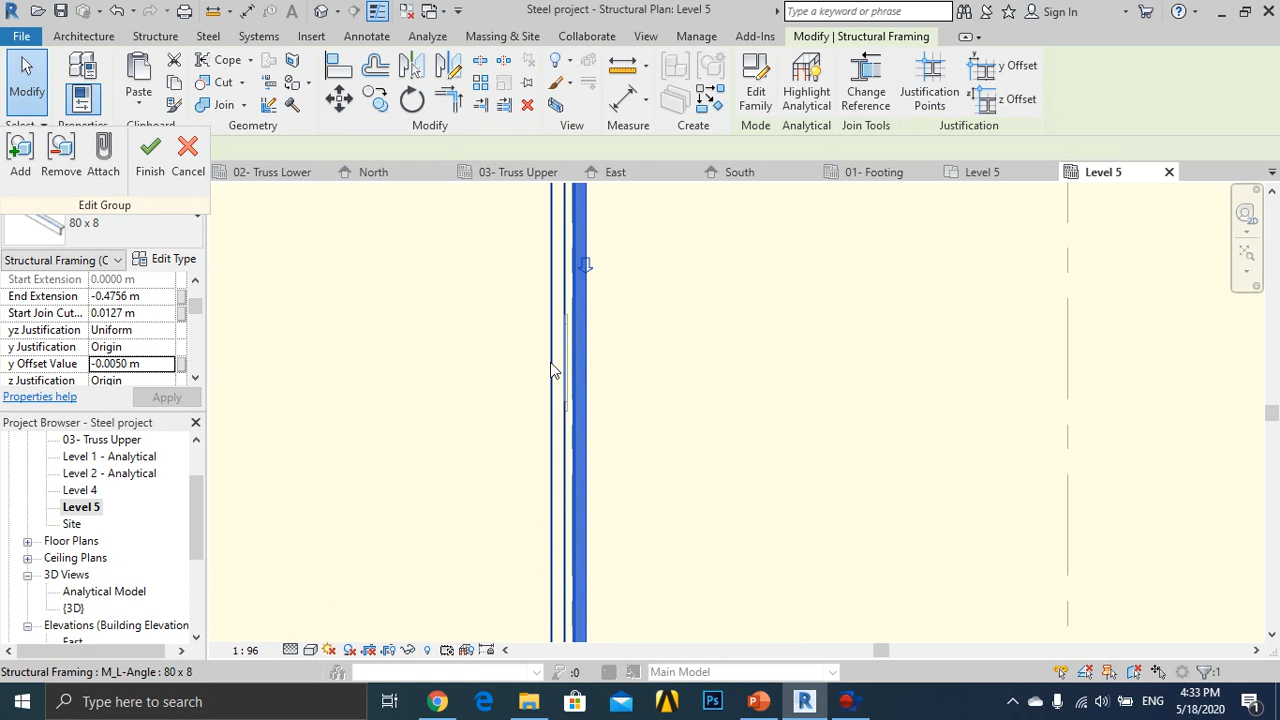 Steel project - Structural Plan: Level 5
Type a keyword or phrase
Sign In
File
Architecture
Structure
Steel
Systems
Insert
Annotate
Analyze
Massing & Site
Collaborate
View
Manage
Add-Ins
Modify | Structural Framing
Modify
Paste
Cope
Cut
Join
Edit Family
Highlight Analytical
Change Reference
Justification Points
y Offset
z Offset
Select
Properties
Clipboard
Geometry
Modify
View
Measure
Create
Mode
Analytical
Join Tools
Justification
Add
Remove
Attach
Finish
Cancel
Edit Group
02- Truss Lower
North
03- Truss Upper
East
South
01- Footing
Level 5
Level 5
2D
80 x 8
Structural Framing (C
Edit Type
Start Extension 0.0000 m
End Extension -0.4756 m
Start Join Cut... 0.0127 m
yz Justification Uniform
y Justification Origin
y Offset Value -0.0050 m
z Justification Origin
Properties help
Apply
Project Browser - Steel project
03- Truss Upper
Level 1 - Analytical
Level 2 - Analytical
Level 4
Level 5
Site
Floor Plans
Ceiling Plans
3D Views
Analytical Model
{3D}
Elevations (Building Elevation
East
1 : 96
Structural Framing : M_L-Angle : 80 x 8
:0
Main Model
:1
Type here to search
Ps
R
ENG
4:33 PM
5/18/2020
1